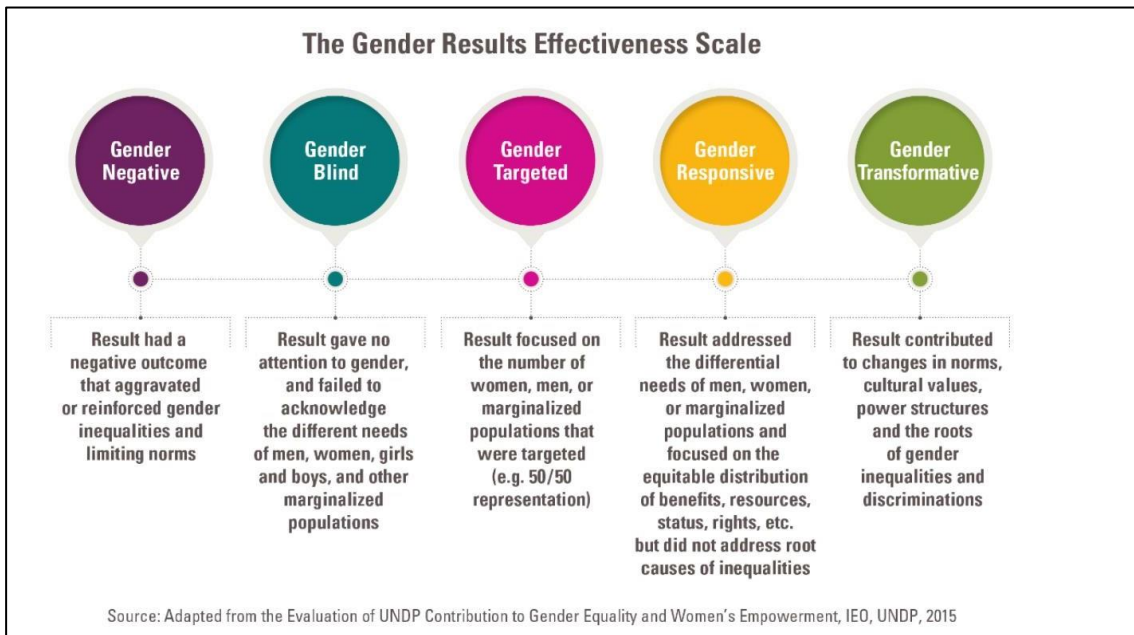 The Gender Results Effectiveness Scale
Gender
Negative
Gender
Blind
Gender
Targeted
Gender
Responsive
Gender
Transformative
Result had a
negative outcome
that aggravated
or reinforced gender
inequalities and
limiting norms
Result gave no
attention to gender,
and failed to
acknowledge
the different needs
of men, women, girls
and boys, and other
marginalized
populations
Result focused on
the number of
women, men, or
marginalized
populations that
were targeted
(e.g. 50/50
representation)
Result addressed
the differential
needs of men, women,
or marginalized
populations and
focused on the
equitable distribution
of benefits, resources,
status, rights, etc.
but did not address root
causes of inequalities
Result contributed
to changes in norms,
cultural values,
power structures
and the roots
of gender
inequalities and
discriminations
Source: Adapted from the Evaluation of UNDP Contribution to Gender Equality and Women's Empowerment, IEO, UNDP, 2015